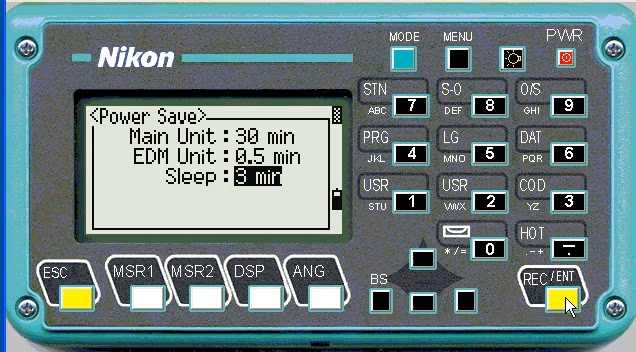 MODE MENU PWR
Nikon
<Power Save>
Main Unit : 30 min
EDM Unit : 0.5 min
Sleep : 3 min
STN S-O O/S
ABC 7 DEF 8 GHI 9
PRG LG DAT
JKL 4 MNO 5 PQR 6
USR USR COD
STU 1 VWX 2 YZ 3
HOT
*/= 0 .-+ -.
ESC MSR1 MSR2 DSP ANG BS REC/ENT